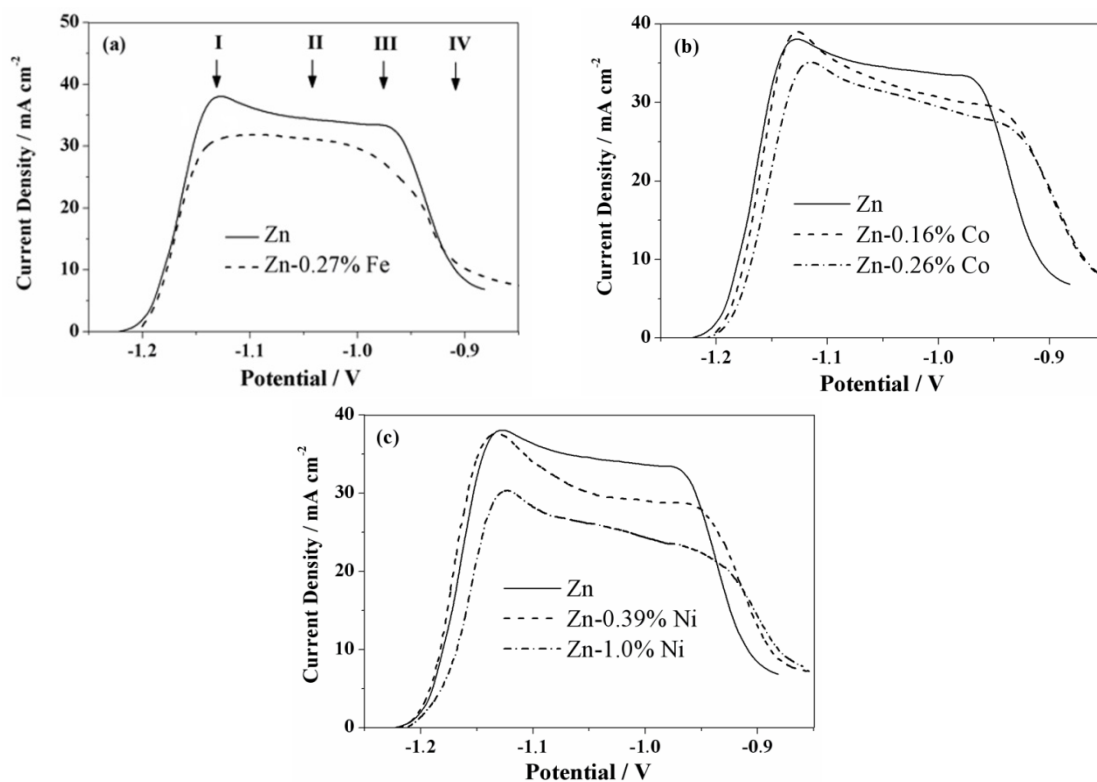 (a)
I II III IV
50
40
30
20
10
0
Current Density / mA cm⁻²
Zn
Zn-0.27% Fe
-1.2 -1.1 -1.0 -0.9
Potential / V
(b)
40
30
20
10
0
Current Density / mA cm⁻²
Zn
Zn-0.16% Co
Zn-0.26% Co
-1.2 -1.1 -1.0 -0.9
Potential / V
(c)
40
30
20
10
0
Current Density / mA cm⁻²
Zn
Zn-0.39% Ni
Zn-1.0% Ni
-1.2 -1.1 -1.0 -0.9
Potential / V